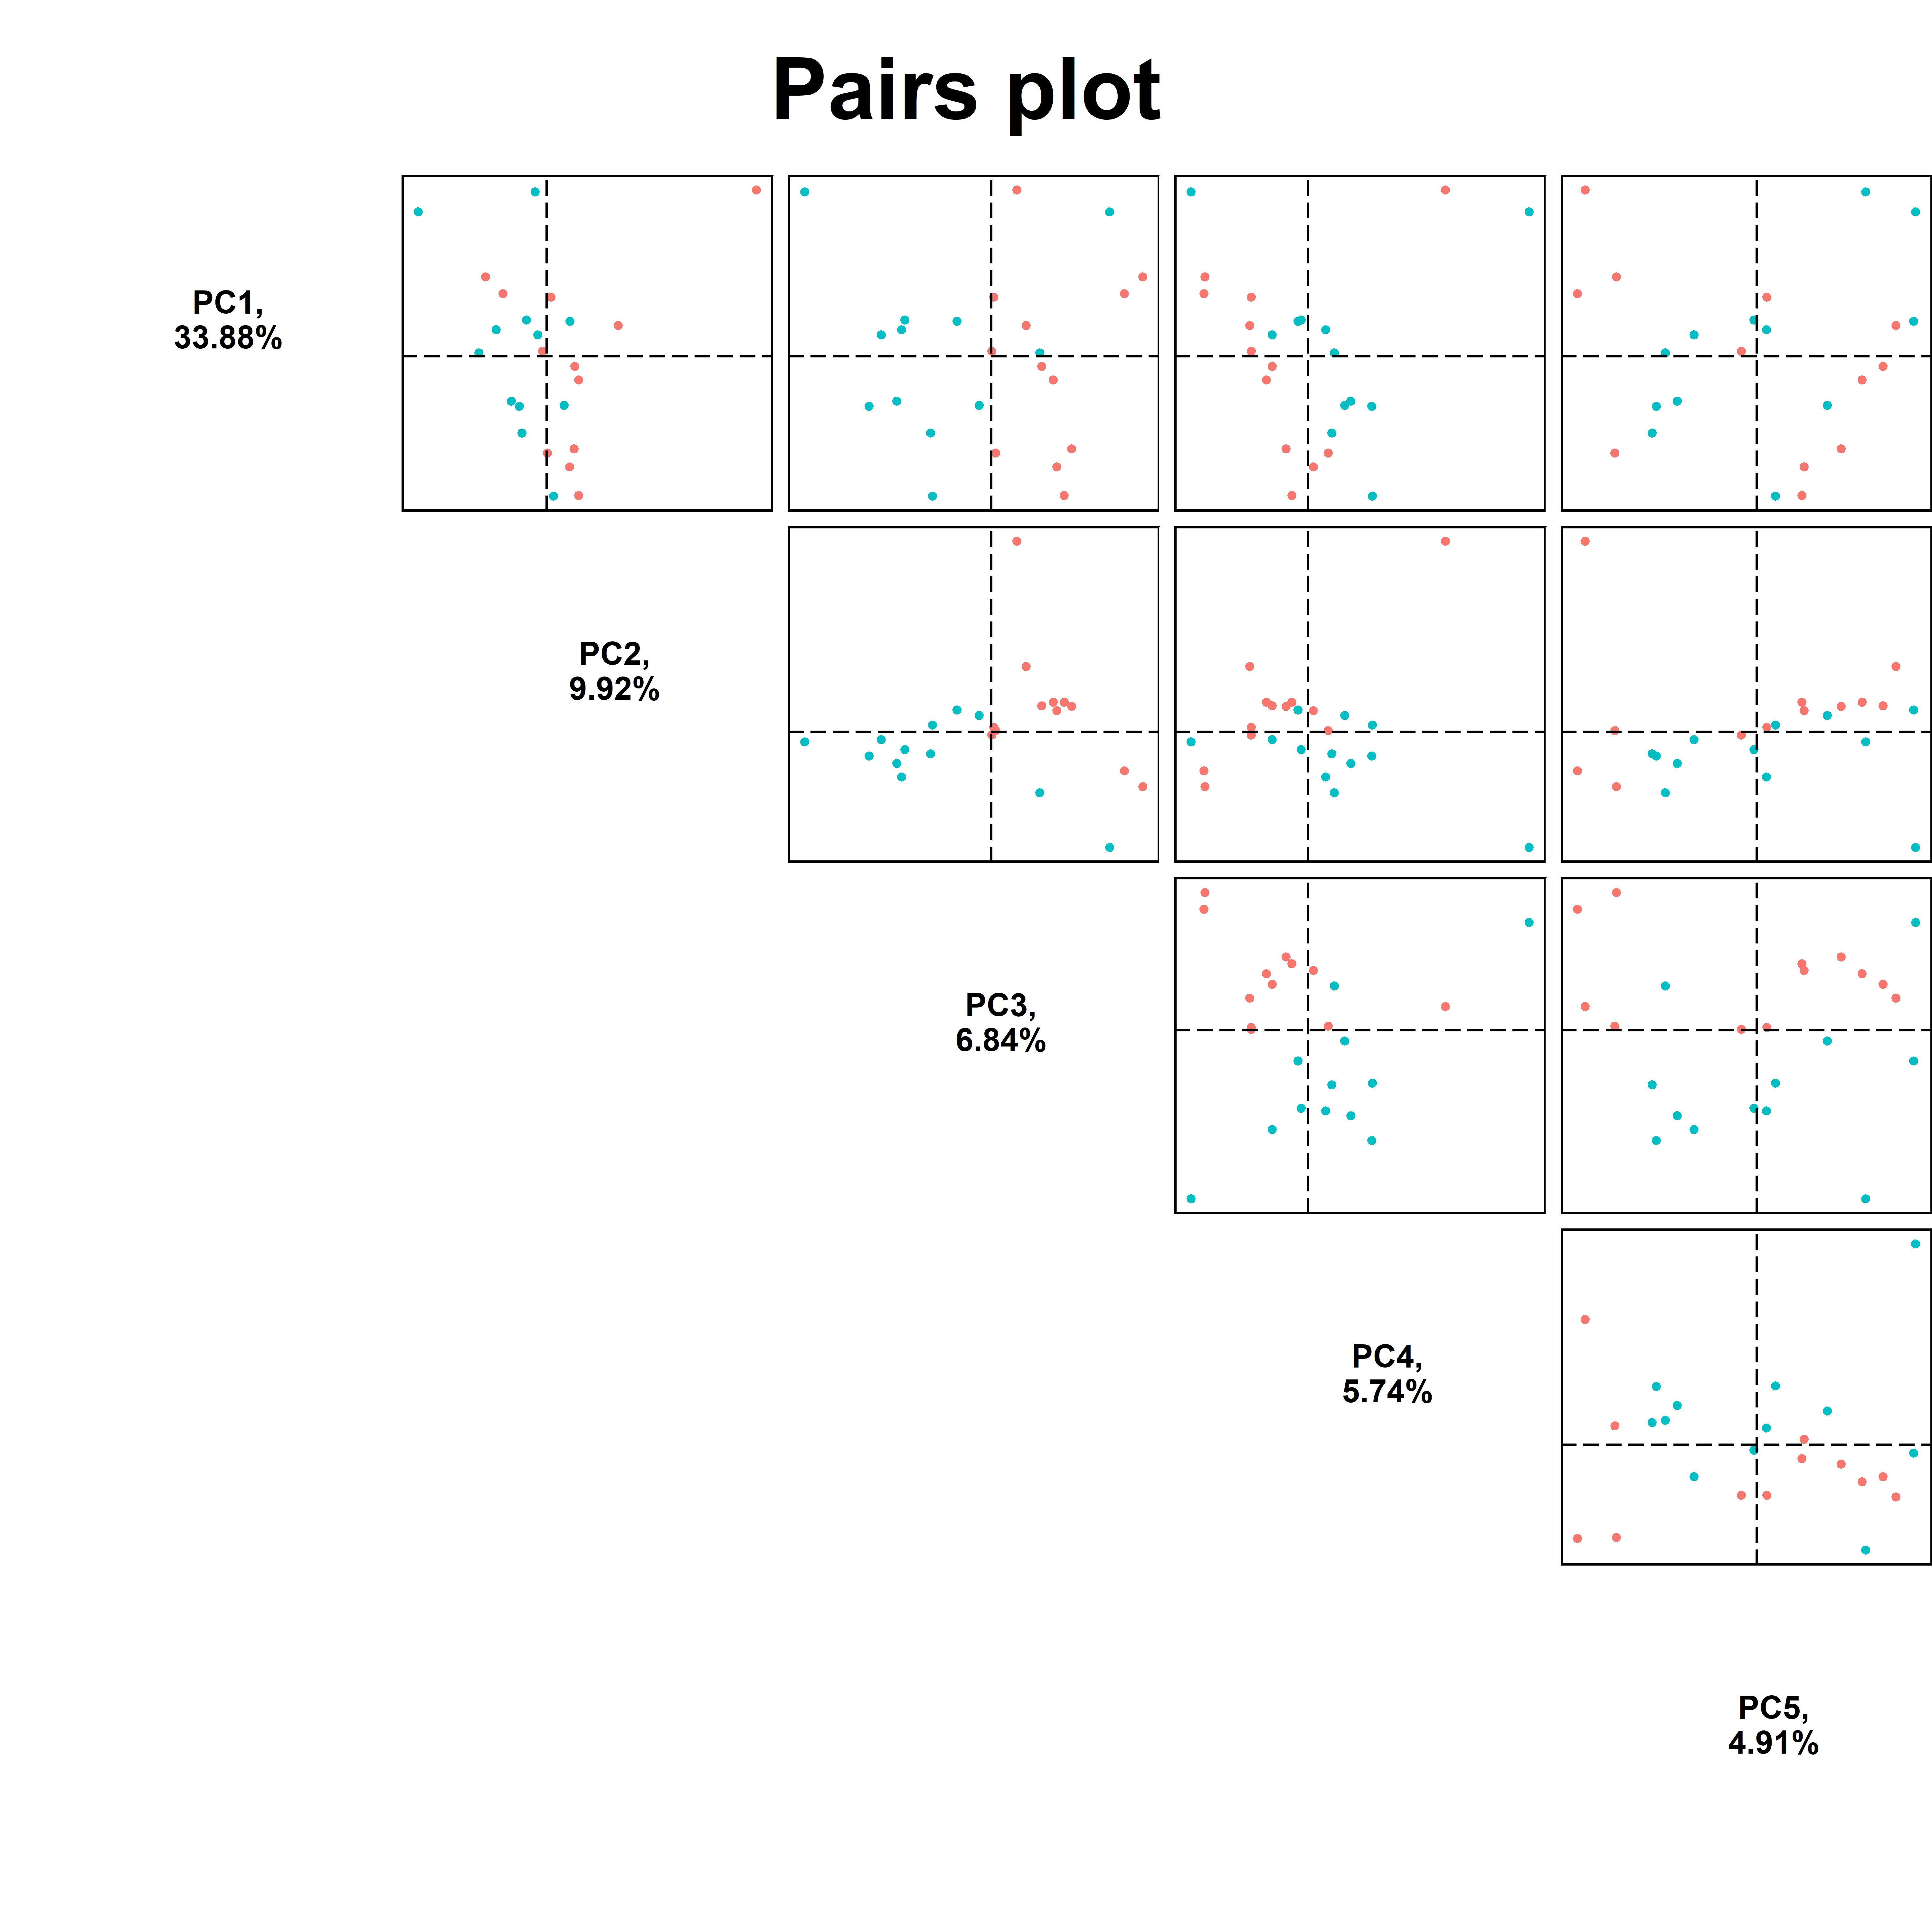 Pairs plot
PC1,
33.88%
PC2,
9.92%
PC3,
6.84%
PC4,
5.74%
PC5,
4.91%